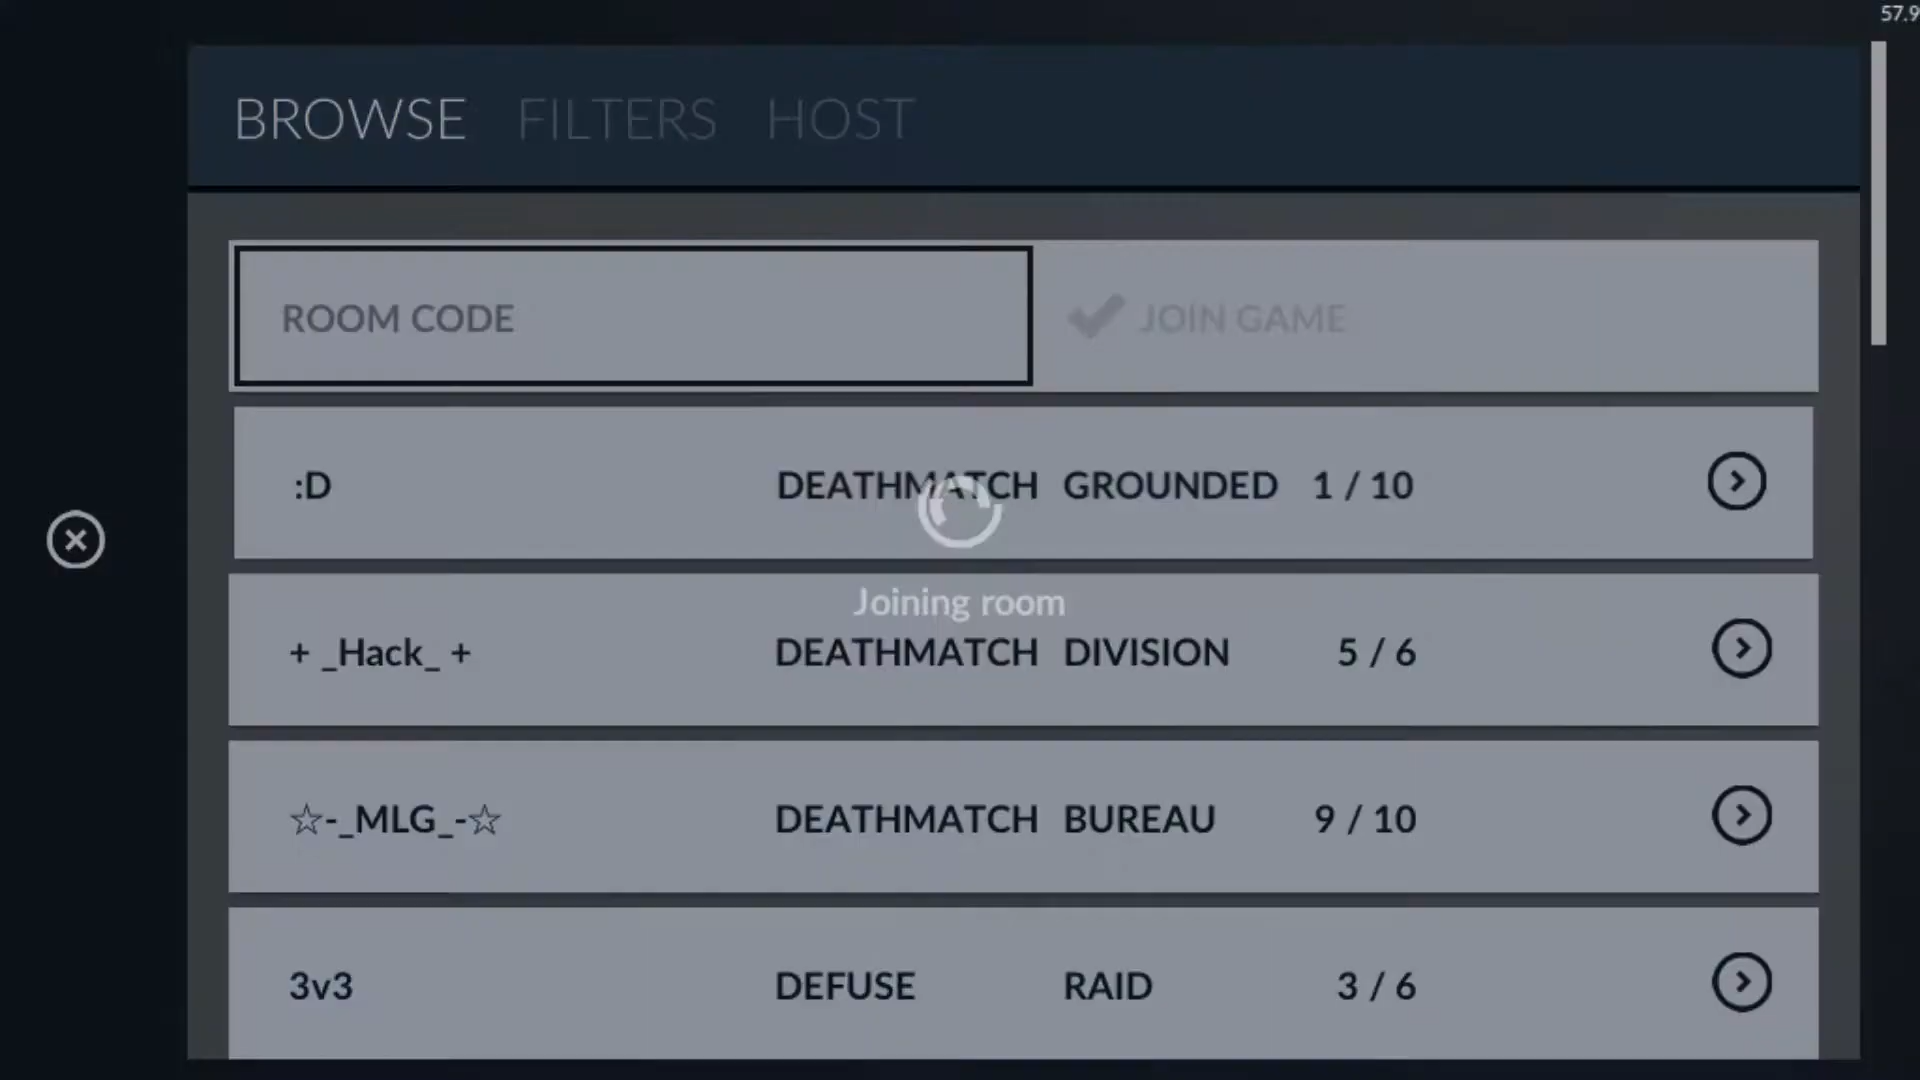 57.9
BROWSE FILTERS HOST
ROOM CODE JOIN GAME
:D DEATHMATCH GROUNDED 1 / 10
Joining room
+ _Hack_ + DEATHMATCH DIVISION 5 / 6
☆-_MLG_-☆ DEATHMATCH BUREAU 9 / 10
3v3 DEFUSE RAID 3 / 6